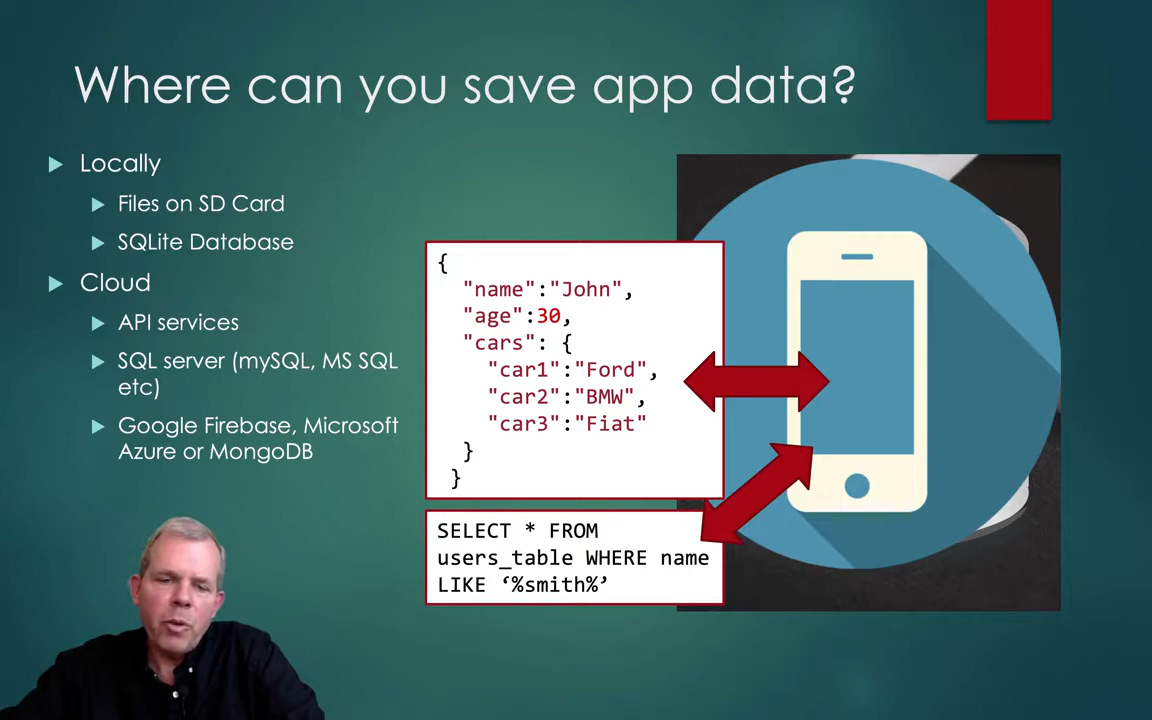 Where can you save app data?
Locally
Files on SD Card
SQLite Database
Cloud
API services
SQL server (mySQL, MS SQL
etc)
Google Firebase, Microsoft
Azure or MongoDB
{
"name":"John",
"age":30,
"cars": {
"car1":"Ford",
"car2":"BMW",
"car3":"Fiat"
}
}
SELECT * FROM
users_table WHERE name
LIKE ‘%smith%’